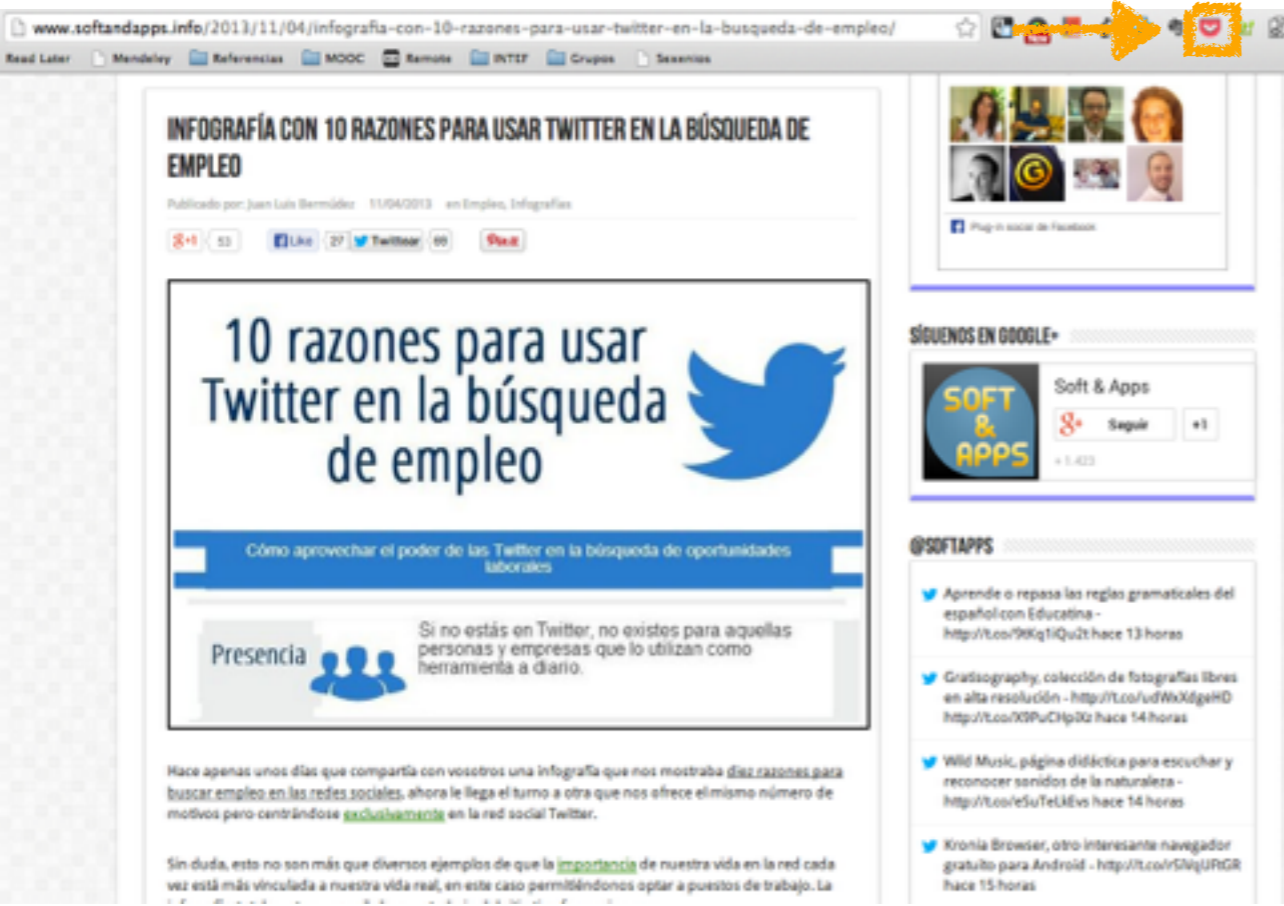 www.softandapps.info/2013/11/04/infografia-con-10-razones-para-usar-twitter-en-la-busqueda-de-empleo/
Read Later Mendeley Referencias MOOC Remote INTEF Grupos Sexenios
INFOGRAFÍA CON 10 RAZONES PARA USAR TWITTER EN LA BÚSQUEDA DE
EMPLEO
Publicado por: Juan Luis Bermúdez 11/04/2013 en Empleo, Infografías
g+1 53 Like 27 Twittear 69 Pin it
10 razones para usar
Twitter en la búsqueda
de empleo
Cómo aprovechar el poder de las Twitter en la búsqueda de oportunidades
laborales
Presencia
Si no estás en Twitter, no existes para aquellas
personas y empresas que lo utilizan como
herramienta a diario.
Hace apenas unos días que compartía con vosotros una infografía que nos mostraba diez razones para
buscar empleo en las redes sociales, ahora le llega el turno a otra que nos ofrece el mismo número de
motivos pero centrándose exclusivamente en la red social Twitter.
Sin duda, esto no son más que diversos ejemplos de que la importancia de nuestra vida en la red cada
vez está más vinculada a nuestra vida real, en este caso permitiéndonos optar a puestos de trabajo. La
G
Plug-in social de Facebook
SÍGUENOS EN GOOGLE+
SOFT
&
APPS
Soft & Apps
g+ Seguir +1
+ 1.423
@SOFTAPPS
Aprende o repasa las reglas gramaticales del
español con Educatina -
hace 13 horas
Gratisography, colección de fotografías libres
en alta resolución -
hace 14 horas
Wild Music, página didáctica para escuchar y
reconocer sonidos de la naturaleza -
hace 14 horas
Kronia Browser, otro interesante navegador
gratuito para Android -
hace 15 horas